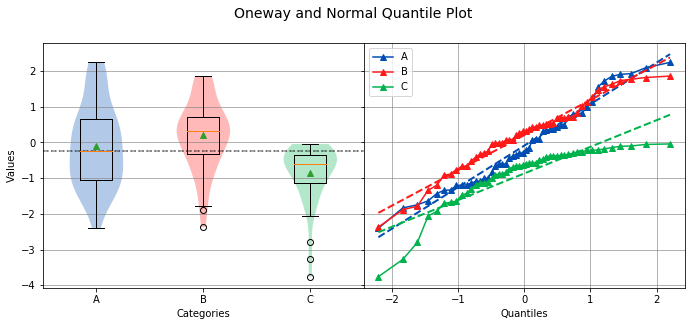 Oneway and Normal Quantile Plot
Values
2
1
0
−1
−2
−3
−4
A
B
C
Categories
A
B
C
−2
−1
0
1
2
Quantiles